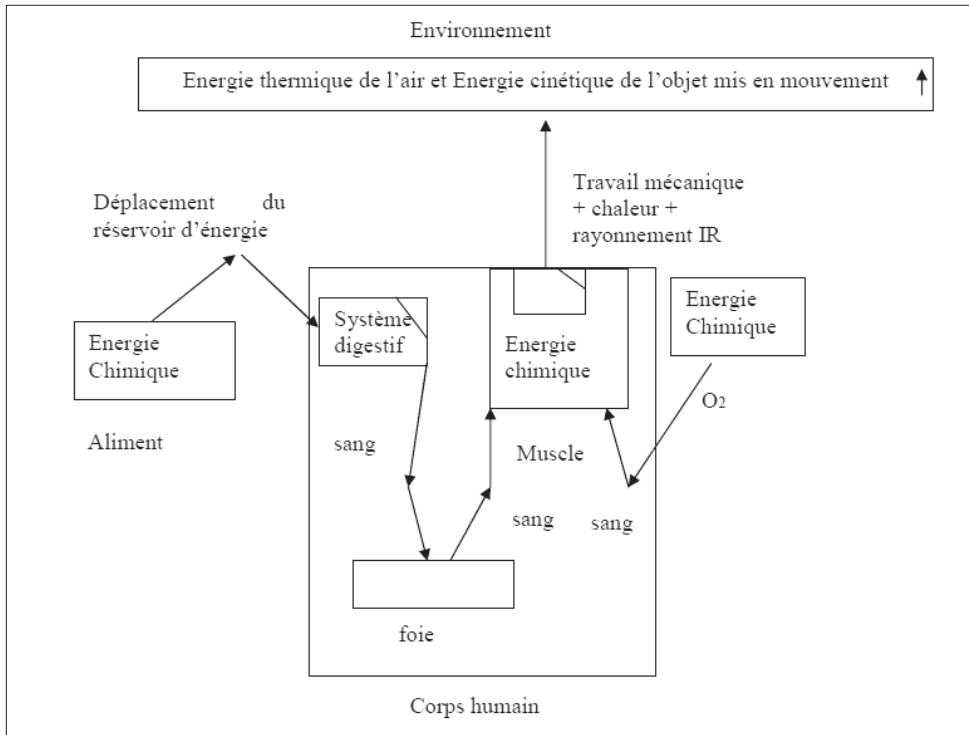 Environnement
Energie thermique de l’air et Energie cinétique de l’objet mis en mouvement
Déplacement du
réservoir d’énergie
Travail mécanique
+ chaleur +
rayonnement IR
Energie
Chimique
Aliment
Système
digestif
Energie
chimique
Energie
Chimique
O2
sang
Muscle
sang
sang
foie
Corps humain